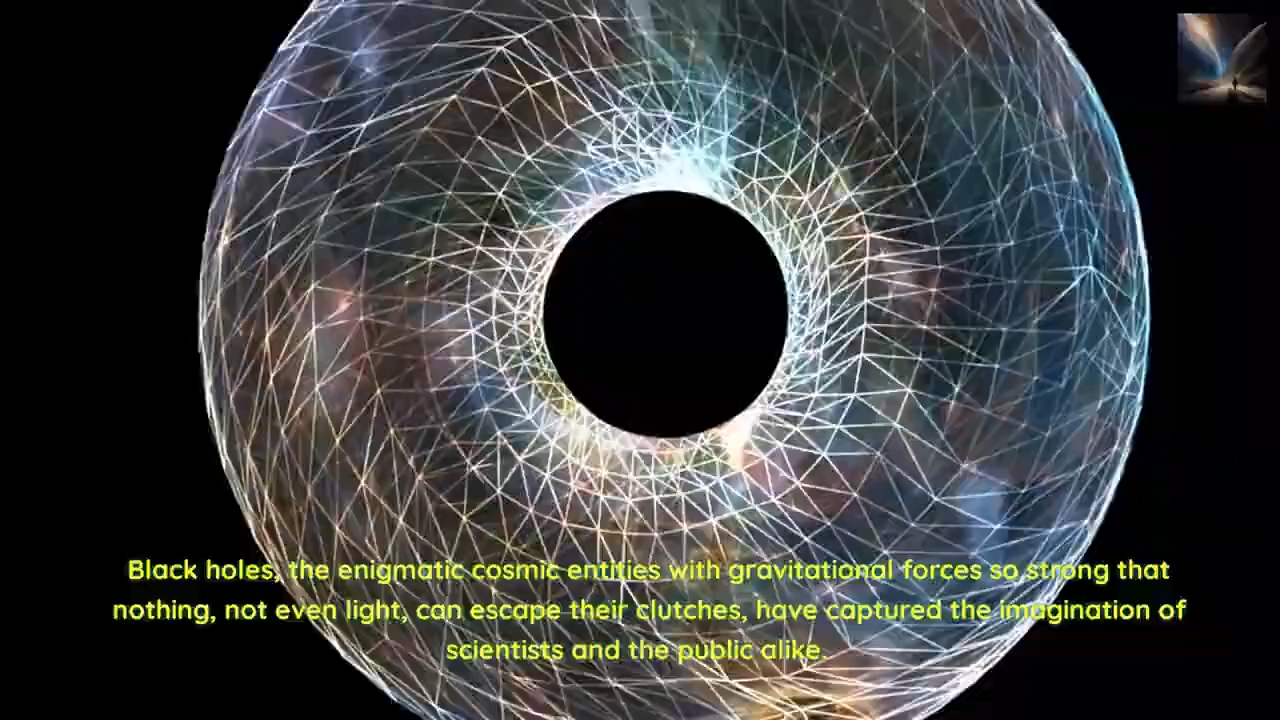 Black holes, the enigmatic cosmic entities with gravitational forces so strong that
nothing, not even light, can escape their clutches, have captured the imagination of
scientists and the public alike.